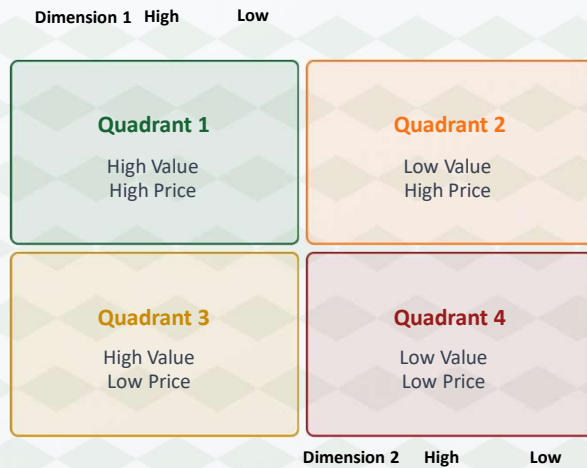 Dimension 1 High Low
Quadrant 1
High Value
High Price
Quadrant 2
Low Value
High Price
Quadrant 3
High Value
Low Price
Quadrant 4
Low Value
Low Price
Dimension 2 High Low